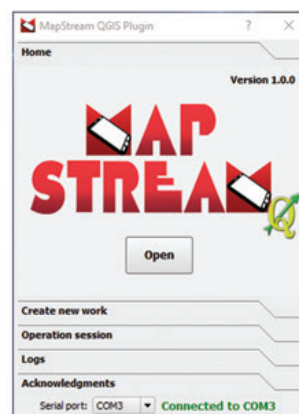 MapStream QGIS Plugin
Home
Version 1.0.0
MAP
STREAM
Open
Create new work
Operation session
Logs
Acknowledgments
Serial port: COM3 Connected to COM3